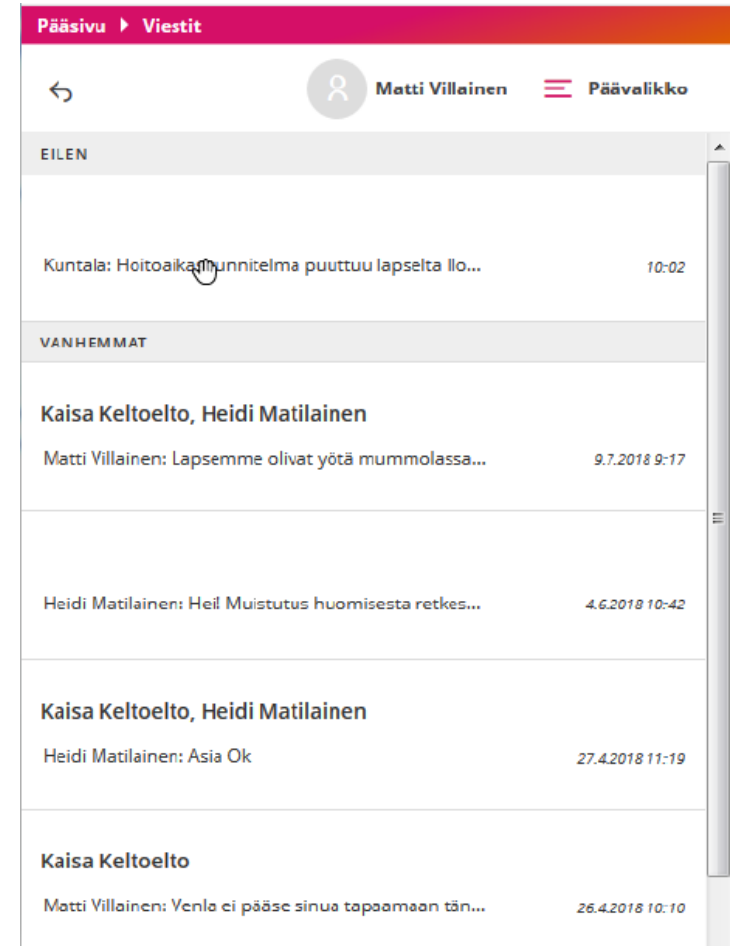 Pääsivu Viestit
Matti Villainen Päävalikko
EILEN
Kuntala: Hoitoaikasuunnitelma puuttuu lapselta Ilo... 10:02
VANHEMMAT
Kaisa Keltoelto, Heidi Matilainen
Matti Villainen: Lapsemme olivat yötä mummolassa... 9.7.2018 9:17
Heidi Matilainen: Hei! Muistutus huomisesta retkes... 4.6.2018 10:42
Kaisa Keltoelto, Heidi Matilainen
Heidi Matilainen: Asia Ok 27.4.2018 11:19
Kaisa Keltoelto
Matti Villainen: Venla ei pääse sinua tapaamaan tän... 26.4.2018 10:10